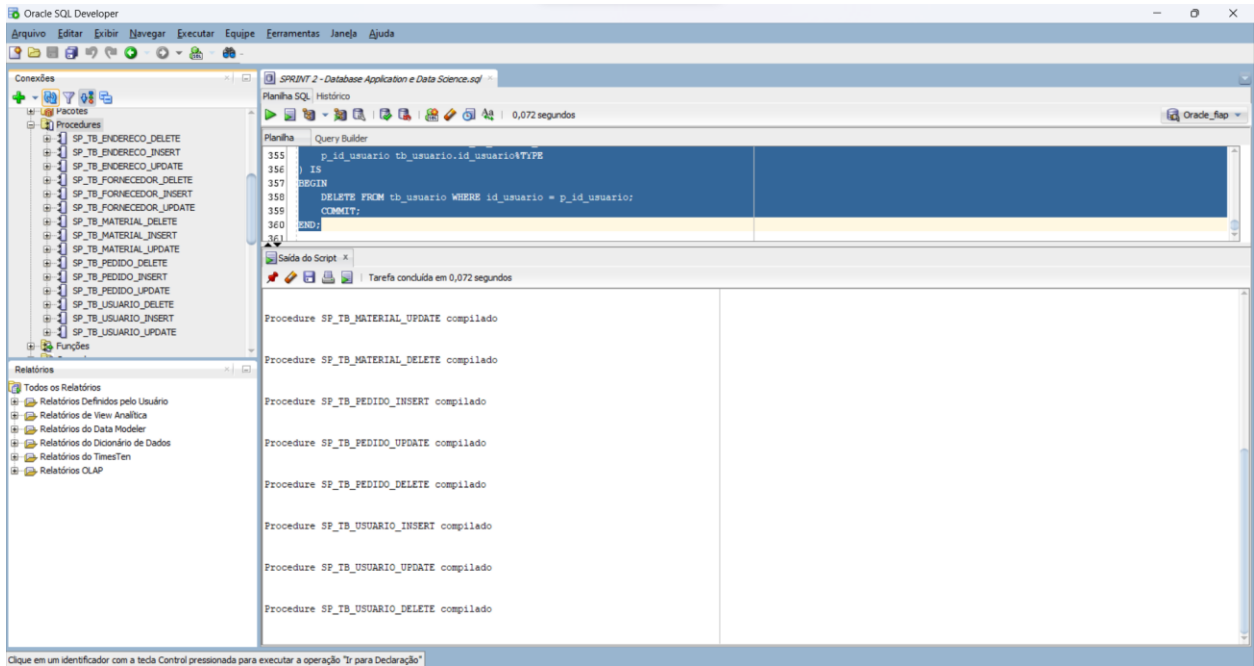 Oracle SQL Developer
Arquivo Editar Exibir Navegar Executar Equipe Ferramentas Janela Ajuda
Conexões
Pacotes
Procedures
SP_TB_ENDERECO_DELETE
SP_TB_ENDERECO_INSERT
SP_TB_ENDERECO_UPDATE
SP_TB_FORNECEDOR_DELETE
SP_TB_FORNECEDOR_INSERT
SP_TB_FORNECEDOR_UPDATE
SP_TB_MATERIAL_DELETE
SP_TB_MATERIAL_INSERT
SP_TB_MATERIAL_UPDATE
SP_TB_PEDIDO_DELETE
SP_TB_PEDIDO_INSERT
SP_TB_PEDIDO_UPDATE
SP_TB_USUARIO_DELETE
SP_TB_USUARIO_INSERT
SP_TB_USUARIO_UPDATE
Funções
Relatórios
Todos os Relatórios
Relatórios Definidos pelo Usuário
Relatórios de View Analítica
Relatórios do Data Modeler
Relatórios do Dicionário de Dados
Relatórios do TimesTen
Relatórios OLAP
SPRINT 2 - Database Application e Data Science.sql
Planilha SQL Histórico
0,072 segundos
Oracle_fiap
Planilha Query Builder
355 p_id_usuario tb_usuario.id_usuario%TYPE
356 ) IS
357 BEGIN
358 DELETE FROM tb_usuario WHERE id_usuario = p_id_usuario;
359 COMMIT;
360 END;
361
Saída do Script
Tarefa concluída em 0,072 segundos
Procedure SP_TB_MATERIAL_UPDATE compilado
Procedure SP_TB_MATERIAL_DELETE compilado
Procedure SP_TB_PEDIDO_INSERT compilado
Procedure SP_TB_PEDIDO_UPDATE compilado
Procedure SP_TB_PEDIDO_DELETE compilado
Procedure SP_TB_USUARIO_INSERT compilado
Procedure SP_TB_USUARIO_UPDATE compilado
Procedure SP_TB_USUARIO_DELETE compilado
Clique em um identificador com a tecla Control pressionada para executar a operação "Ir para Declaração"